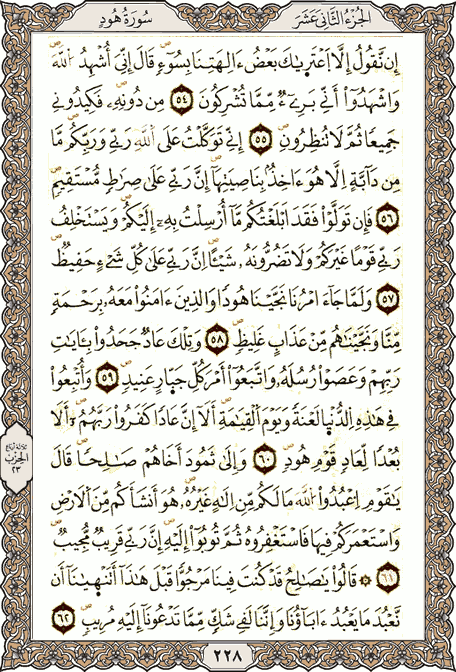 الجُزْءُ الثَّانِي عَشَرَ
سُورَةُ هُودٍ
إِن نَّقُولُ إِلَّا ٱعْتَرَىٰكَ بَعْضُ ءَالِهَتِنَا بِسُوٓءٍ قَالَ إِنِّىٓ أُشْهِدُ ٱللَّهَ
وَٱشْهَدُوٓا۟ أَنِّى بَرِىٓءٌ مِّمَّا تُشْرِكُونَ ٥٤ مِن دُونِهِۦ فَكِيدُونِى
جَمِيعًا ثُمَّ لَا تُنظِرُونِ ٥٥ إِنِّى تَوَكَّلْتُ عَلَى ٱللَّهِ رَبِّى وَرَبِّكُم مَّا
مِن دَآبَّةٍ إِلَّا هُوَ ءَاخِذٌۢ بِنَاصِيَتِهَآ إِنَّ رَبِّى عَلَىٰ صِرَٰطٍ مُّسْتَقِيمٍ
٥٦ فَإِن تَوَلَّوْا۟ فَقَدْ أَبْلَغْتُكُم مَّآ أُرْسِلْتُ بِهِۦٓ إِلَيْكُمْ وَيَسْتَخْلِفُ
رَبِّى قَوْمًا غَيْرَكُمْ وَلَا تَضُرُّونَهُۥ شَيْـًٔا إِنَّ رَبِّى عَلَىٰ كُلِّ شَىْءٍ حَفِيظٌ
٥٧ وَلَمَّا جَآءَ أَمْرُنَا نَجَّيْنَا هُودًا وَٱلَّذِينَ ءَامَنُوا۟ مَعَهُۥ بِرَحْمَةٍ
مِّنَّا وَنَجَّيْنَٰهُم مِّنْ عَذَابٍ غَلِيظٍ ٥٨ وَتِلْكَ عَادٌ جَحَدُوا۟ بِـَٔايَٰتِ
رَبِّهِمْ وَعَصَوْا۟ رُسُلَهُۥ وَٱتَّبَعُوٓا۟ أَمْرَ كُلِّ جَبَّارٍ عَنِيدٍ ٥٩ وَأُتْبِعُوا۟
فِى هَٰذِهِ ٱلدُّنْيَا لَعْنَةً وَيَوْمَ ٱلْقِيَٰمَةِ أَلَآ إِنَّ عَادًا كَفَرُوا۟ رَبَّهُمْ أَلَا
بُعْدًا لِّعَادٍ قَوْمِ هُودٍ ٦٠ وَإِلَىٰ ثَمُودَ أَخَاهُمْ صَٰلِحًا قَالَ
يَٰقَوْمِ ٱعْبُدُوا۟ ٱللَّهَ مَا لَكُم مِّنْ إِلَٰهٍ غَيْرُهُۥ هُوَ أَنشَأَكُم مِّنَ ٱلْأَرْضِ
وَٱسْتَعْمَرَكُمْ فِيهَا فَٱسْتَغْفِرُوهُ ثُمَّ تُوبُوٓا۟ إِلَيْهِ إِنَّ رَبِّى قَرِيبٌ مُّجِيبٌ
٦١ ۞ قَالُوا۟ يَٰصَٰلِحُ قَدْ كُنتَ فِينَا مَرْجُوًّا قَبْلَ هَٰذَآ أَتَنْهَىٰنَآ أَن
نَّعْبُدَ مَا يَعْبُدُ ءَابَآؤُنَا وَإِنَّنَا لَفِى شَكٍّ مِّمَّا تَدْعُونَآ إِلَيْهِ مُرِيبٍ ٦٢
الحِزْب
٢٣
٢٢٨